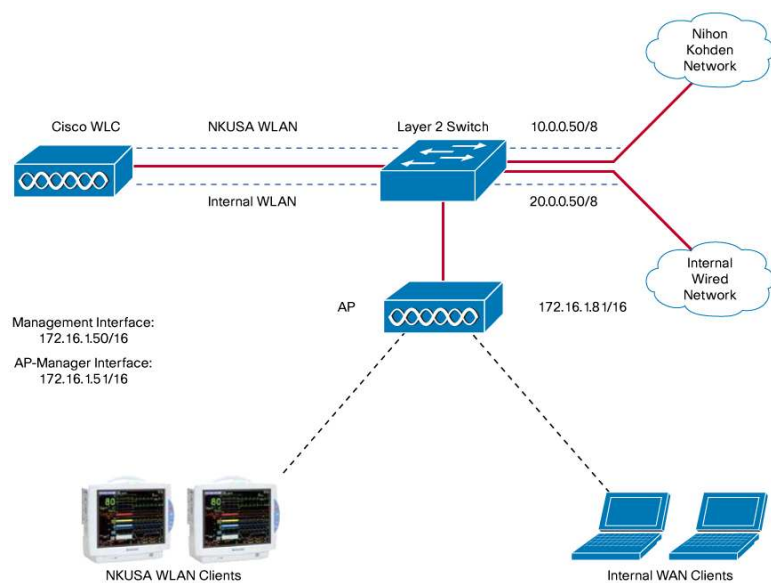 Nihon
Kohden
Network
Cisco WLC
NKUSA WLAN
Layer 2 Switch
10.0.0.50/8
Internal WLAN
20.0.0.50/8
Internal
Wired
Network
AP
172.16.1.81/16
Management Interface:
172.16.1.50/16
AP-Manager Interface:
172.16.1.51/16
80
80
NKUSA WLAN Clients
Internal WAN Clients